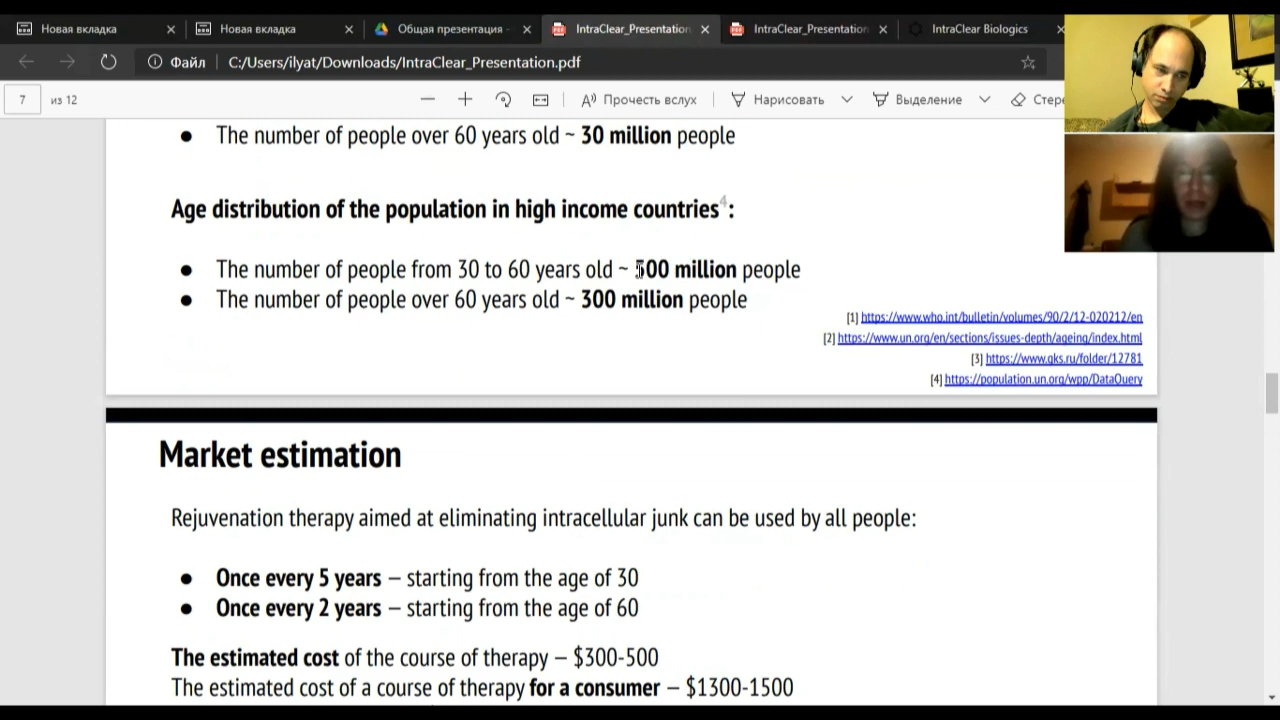 Новая вкладка
Новая вкладка
Общая презентация -
IntraClear_Presentation
IntraClear_Presentation
IntraClear Biologics
Файл C:/Users/ilyat/Downloads/IntraClear_Presentation.pdf
7 из 12
Прочесть вслух
Нарисовать
Выделение
Стере
The number of people over 60 years old ~ 30 million people
Age distribution of the population in high income countries4:
The number of people from 30 to 60 years old ~ 500 million people
The number of people over 60 years old ~ 300 million people
[1] https://www.who.int/bulletin/volumes/90/2/12-020212/en
[2] https://www.un.org/en/sections/issues-depth/ageing/index.html
[3] https://www.gks.ru/folder/12781
[4] https://population.un.org/wpp/DataQuery
Market estimation
Rejuvenation therapy aimed at eliminating intracellular junk can be used by all people:
Once every 5 years – starting from the age of 30
Once every 2 years – starting from the age of 60
The estimated cost of the course of therapy – $300-500
The estimated cost of a course of therapy for a consumer – $1300-1500